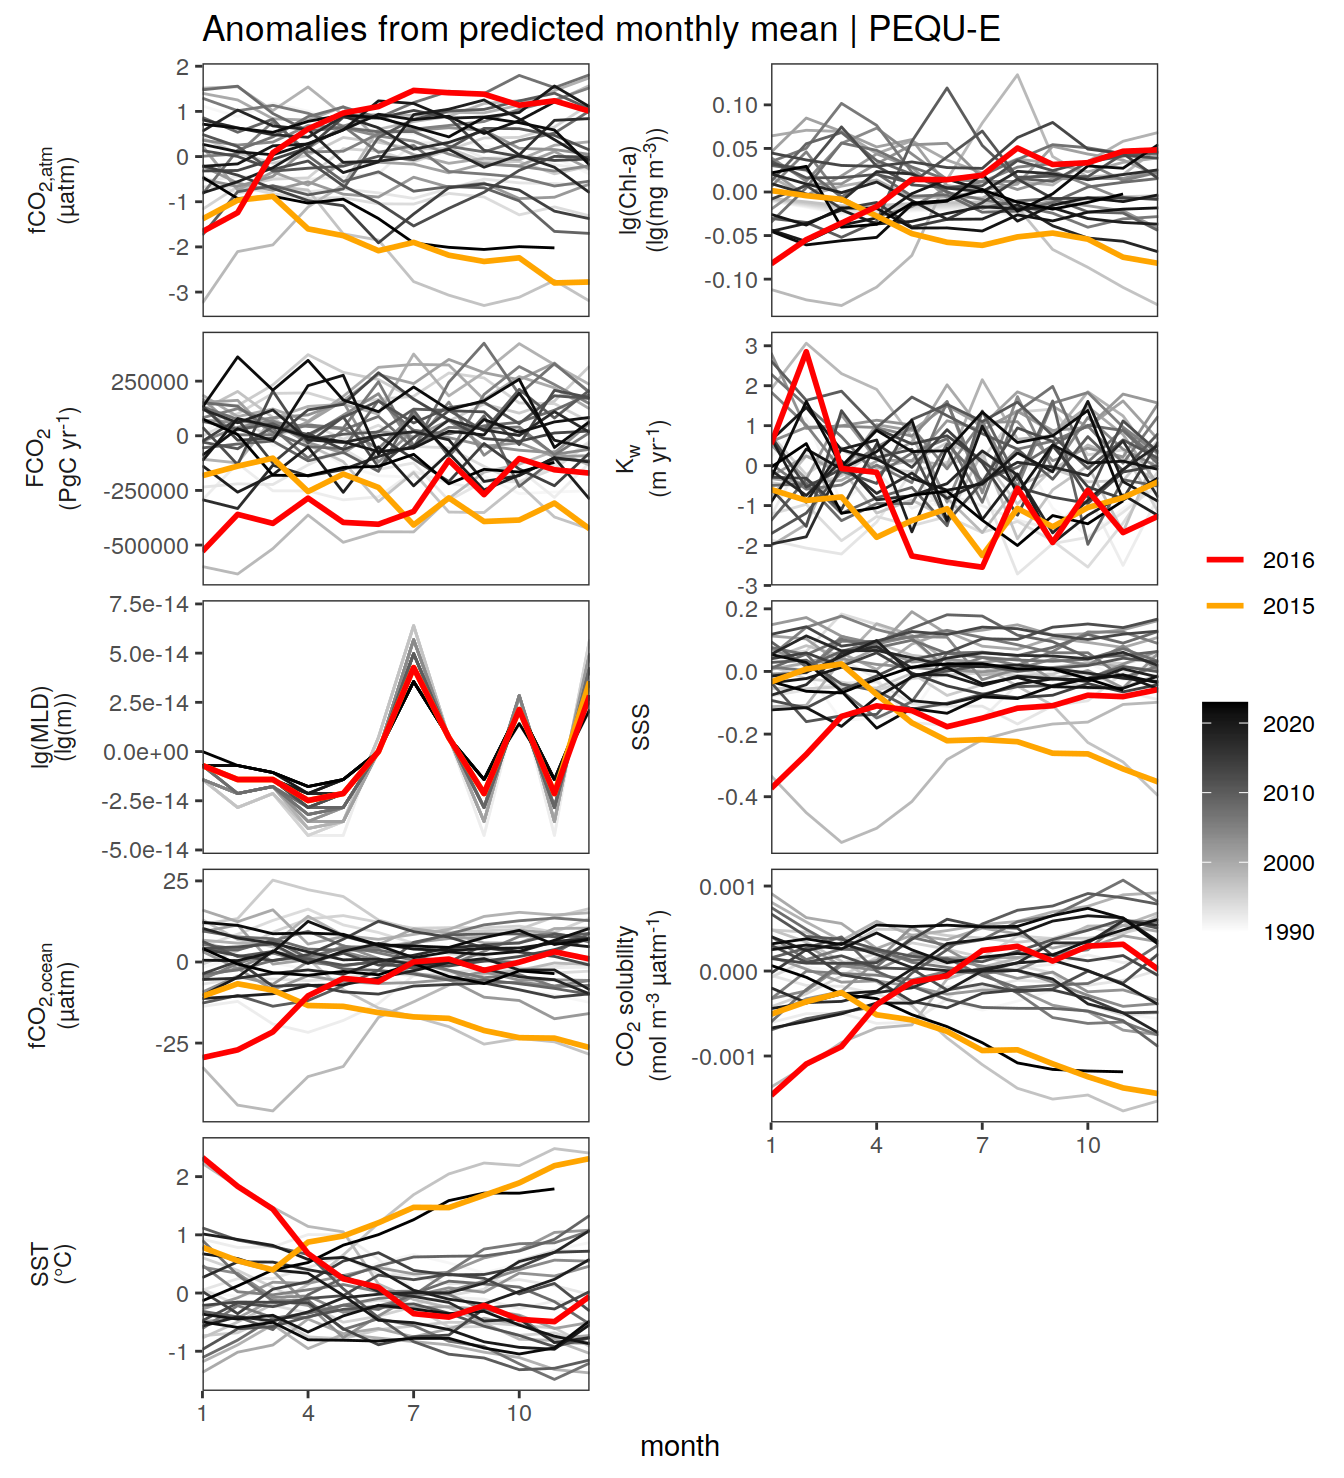 Anomalies from predicted monthly mean | PEQU-E
fCO2,atm
(µatm)
2
1
0
-1
-2
-3
lg(Chl-a)
(lg(mg m-3))
0.10
0.05
0.00
-0.05
-0.10
FCO2
(PgC yr-1)
250000
0
-250000
-500000
Kw
(m yr-1)
3
2
1
0
-1
-2
-3
lg(MLD)
(lg(m))
7.5e-14
5.0e-14
2.5e-14
0.0e+00
-2.5e-14
-5.0e-14
SSS
0.2
0.0
-0.2
-0.4
fCO2,ocean
(µatm)
25
0
-25
CO2 solubility
(mol m-3 µatm-1)
0.001
0.000
-0.001
1 4 7 10
SST
(°C)
2
1
0
-1
1 4 7 10
month
2016
2015
2020
2010
2000
1990